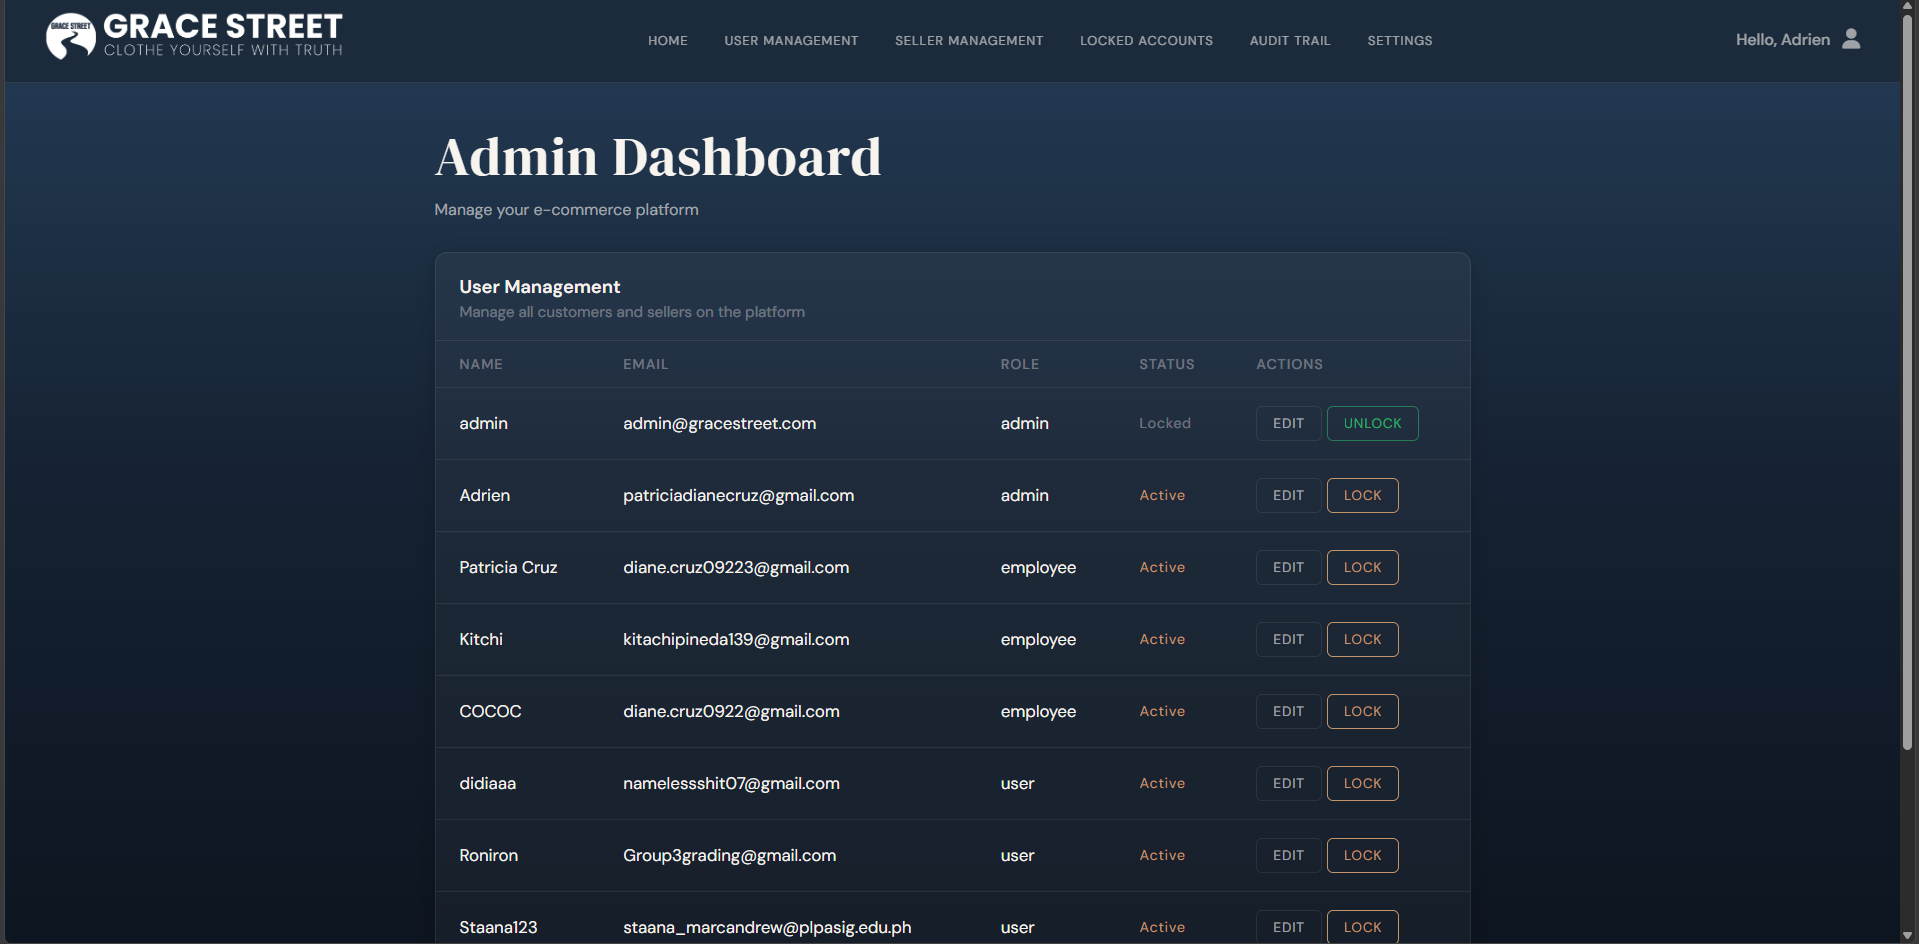 GRACE STREET
GRACE STREET
CLOTHE YOURSELF WITH TRUTH
HOME USER MANAGEMENT SELLER MANAGEMENT LOCKED ACCOUNTS AUDIT TRAIL SETTINGS
Hello, Adrien
Admin Dashboard
Manage your e-commerce platform
User Management
Manage all customers and sellers on the platform
NAME EMAIL ROLE STATUS ACTIONS
admin admin@gracestreet.com admin Locked EDIT UNLOCK
Adrien patriciadianecruz@gmail.com admin Active EDIT LOCK
Patricia Cruz diane.cruz09223@gmail.com employee Active EDIT LOCK
Kitchi kitachipineda139@gmail.com employee Active EDIT LOCK
COCOC diane.cruz0922@gmail.com employee Active EDIT LOCK
didiaaa namelessshit07@gmail.com user Active EDIT LOCK
Roniron Group3grading@gmail.com user Active EDIT LOCK
Staana123 staana_marcandrew@plpasig.edu.ph user Active EDIT LOCK